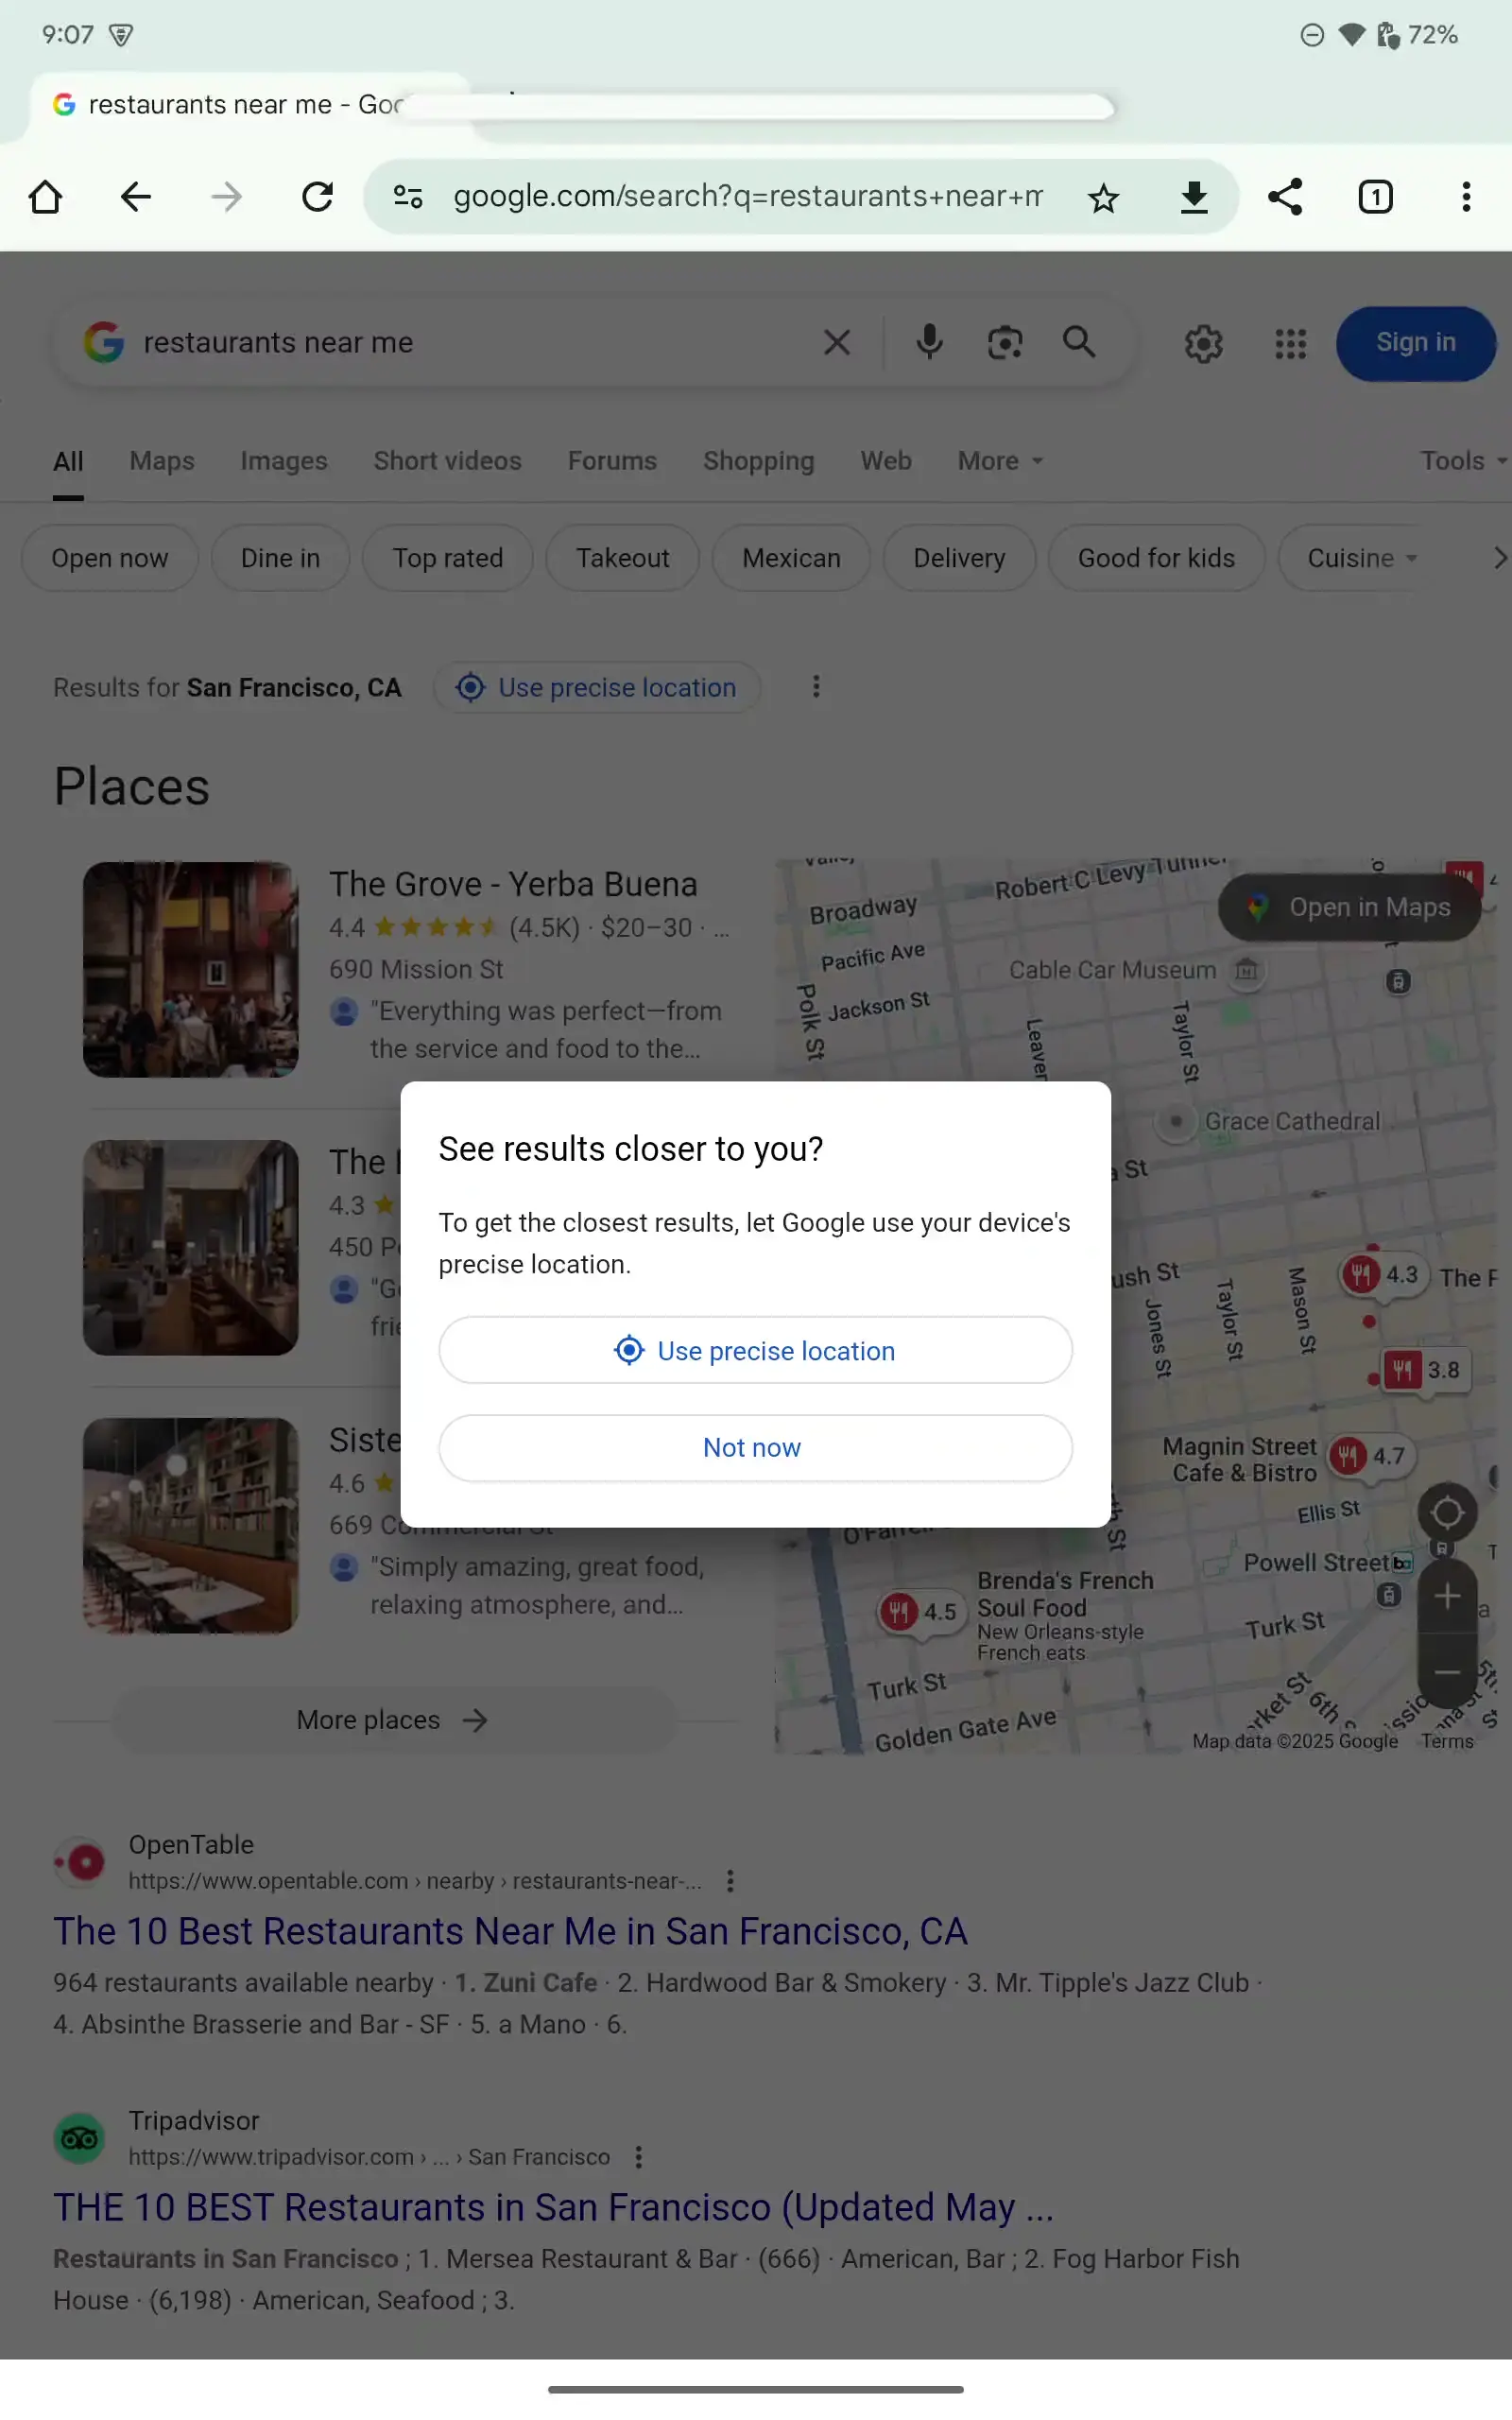 9:07
72%
restaurants near me - Goo
google.com/search?q=restaurants+near+m
1
restaurants near me
Sign in
All Maps Images Short videos Forums Shopping Web More
Tools
Open now Dine in Top rated Takeout Mexican Delivery Good for kids Cuisine
Results for San Francisco, CA
Use precise location
Places
The Grove - Yerba Buena
4.4 (4.5K) · $20–30 · ...
690 Mission St
"Everything was perfect—from
the service and food to the...
The
4.3
450
"
Siste
4.6
669 Commercial St
"Simply amazing, great food,
relaxing atmosphere, and...
More places
Robert C Levy Tunnel
Open in Maps
Broadway
Pacific Ave
Cable Car Museum
Jackson St
Polk St
Leaven
Taylor St
Grace Cathedral
St
ush St
Jones St
Taylor St
Mason St
4.3
The F
3.8
Magnin Street
Cafe & Bistro
4.7
Ellis St
O'Farrell
Powell Street
4.5
Brenda's French
Soul Food
New Orleans-style
French eats
Turk St
Turk St
Golden Gate Ave
rket St
6th
Map data ©2025 Google Terms
See results closer to you?
To get the closest results, let Google use your device's
precise location.
Use precise location
Not now
OpenTable
https://www.opentable.com › nearby › restaurants-near-...
The 10 Best Restaurants Near Me in San Francisco, CA
964 restaurants available nearby · 1. Zuni Cafe · 2. Hardwood Bar & Smokery · 3. Mr. Tipple's Jazz Club ·
4. Absinthe Brasserie and Bar - SF · 5. a Mano · 6.
Tripadvisor
https://www.tripadvisor.com › ... › San Francisco
THE 10 BEST Restaurants in San Francisco (Updated May ...
Restaurants in San Francisco ; 1. Mersea Restaurant & Bar · (666) · American, Bar ; 2. Fog Harbor Fish
House · (6,198) · American, Seafood ; 3.